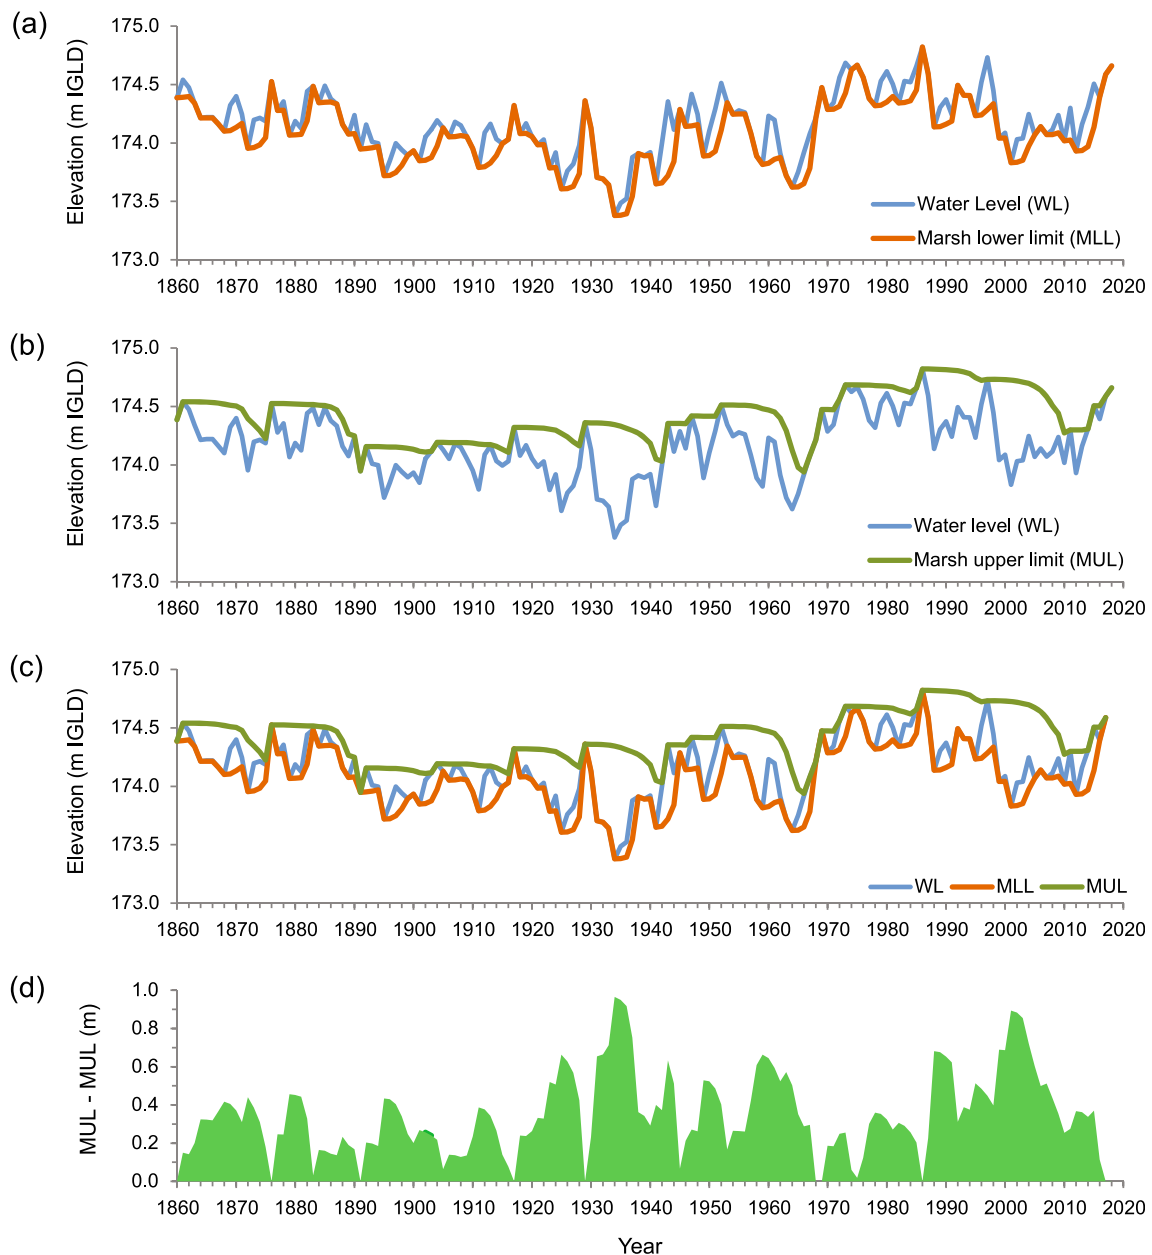 (a)
Elevation (m IGLD)
175.0
174.5
174.0
173.5
173.0
Water Level (WL)
Marsh lower limit (MLL)
1860 1870 1880 1890 1900 1910 1920 1930 1940 1950 1960 1970 1980 1990 2000 2010 2020
(b)
Elevation (m IGLD)
175.0
174.5
174.0
173.5
173.0
Water level (WL)
Marsh upper limit (MUL)
1860 1870 1880 1890 1900 1910 1920 1930 1940 1950 1960 1970 1980 1990 2000 2010 2020
(c)
Elevation (m IGLD)
175.0
174.5
174.0
173.5
173.0
WL MLL MUL
1860 1870 1880 1890 1900 1910 1920 1930 1940 1950 1960 1970 1980 1990 2000 2010 2020
(d)
MUL - MUL (m)
1.0
0.8
0.6
0.4
0.2
0.0
1860 1870 1880 1890 1900 1910 1920 1930 1940 1950 1960 1970 1980 1990 2000 2010 2020
Year